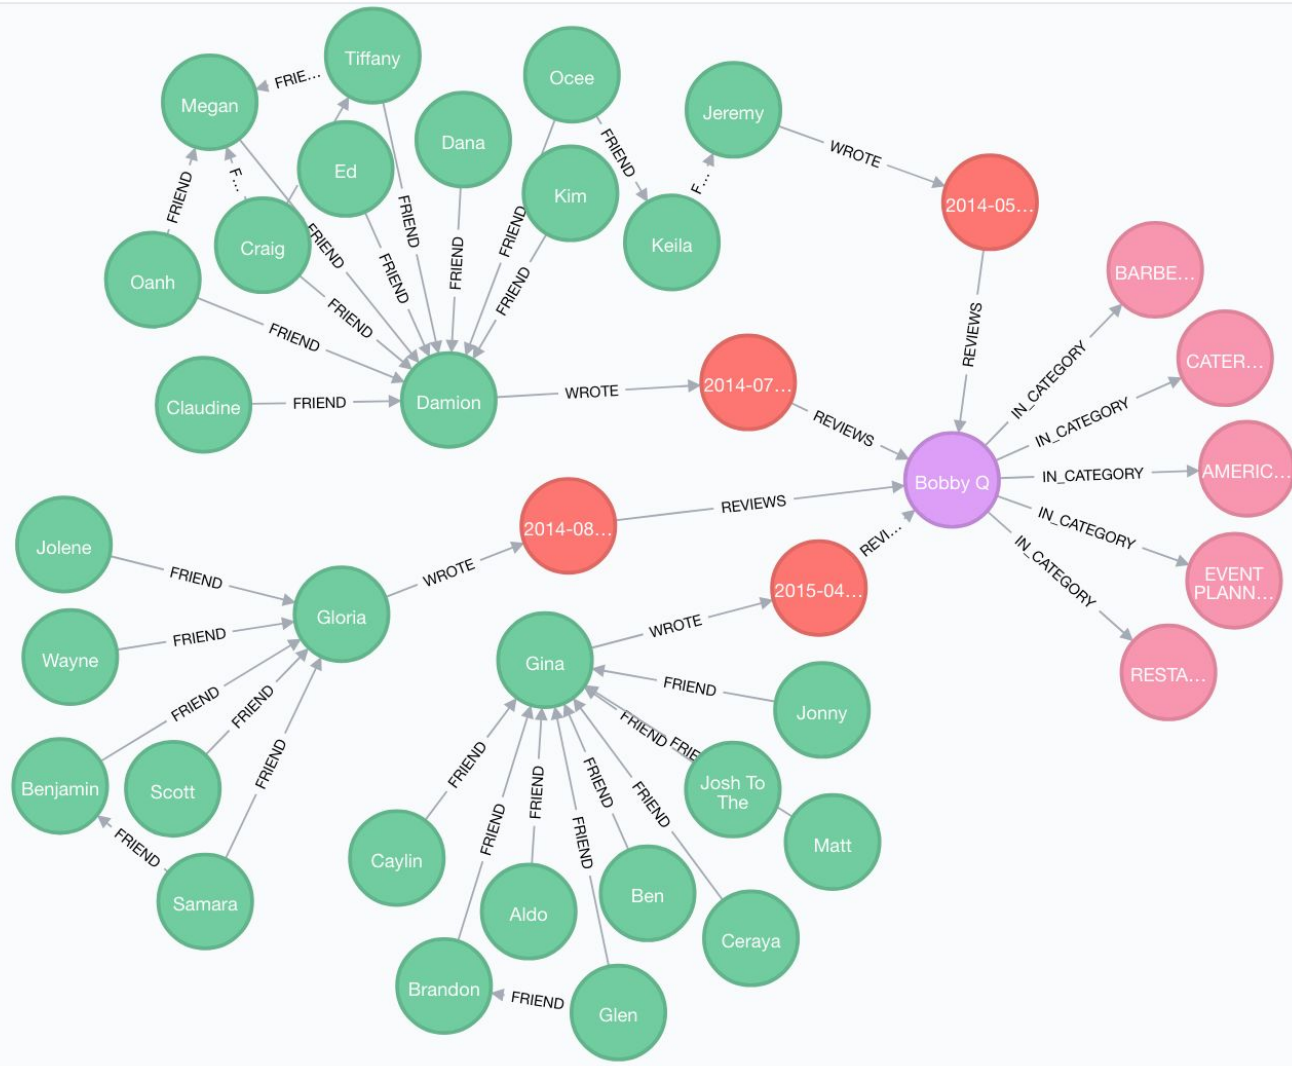 Tiffany
Ocee
FRIE...
Megan
Jeremy
Dana
WROTE
FRIEND
Ed
F...
F...
Kim
FRIEND
2014-05...
FRIEND
Craig
FRIEND
FRIEND
Keila
Oanh
FRIEND
FRIEND
FRIEND
FRIEND
BARBE...
FRIEND
FRIEND
REVIEWS
CATER...
IN_CATEGORY
2014-07...
WROTE
Claudine
FRIEND
Damion
IN_CATEGORY
REVIEWS
AMERIC...
IN_CATEGORY
Bobby Q
REVIEWS
2014-08...
IN_CATEGORY
REVI...
Jolene
IN_CATEGORY
WROTE
FRIEND
EVENT
PLANN...
2015-04...
Gloria
WROTE
FRIEND
Wayne
Gina
RESTA...
FRIEND
FRIEND
FRIEND
Jonny
FRIEND
FRIE
FRIEND
FRIEND
Benjamin
Scott
Josh To
The
FRIEND
FRIEND
FRIEND
FRIEND
FRIEND
FRIEND
Matt
Caylin
Ben
Samara
Aldo
Ceraya
Brandon
FRIEND
Glen